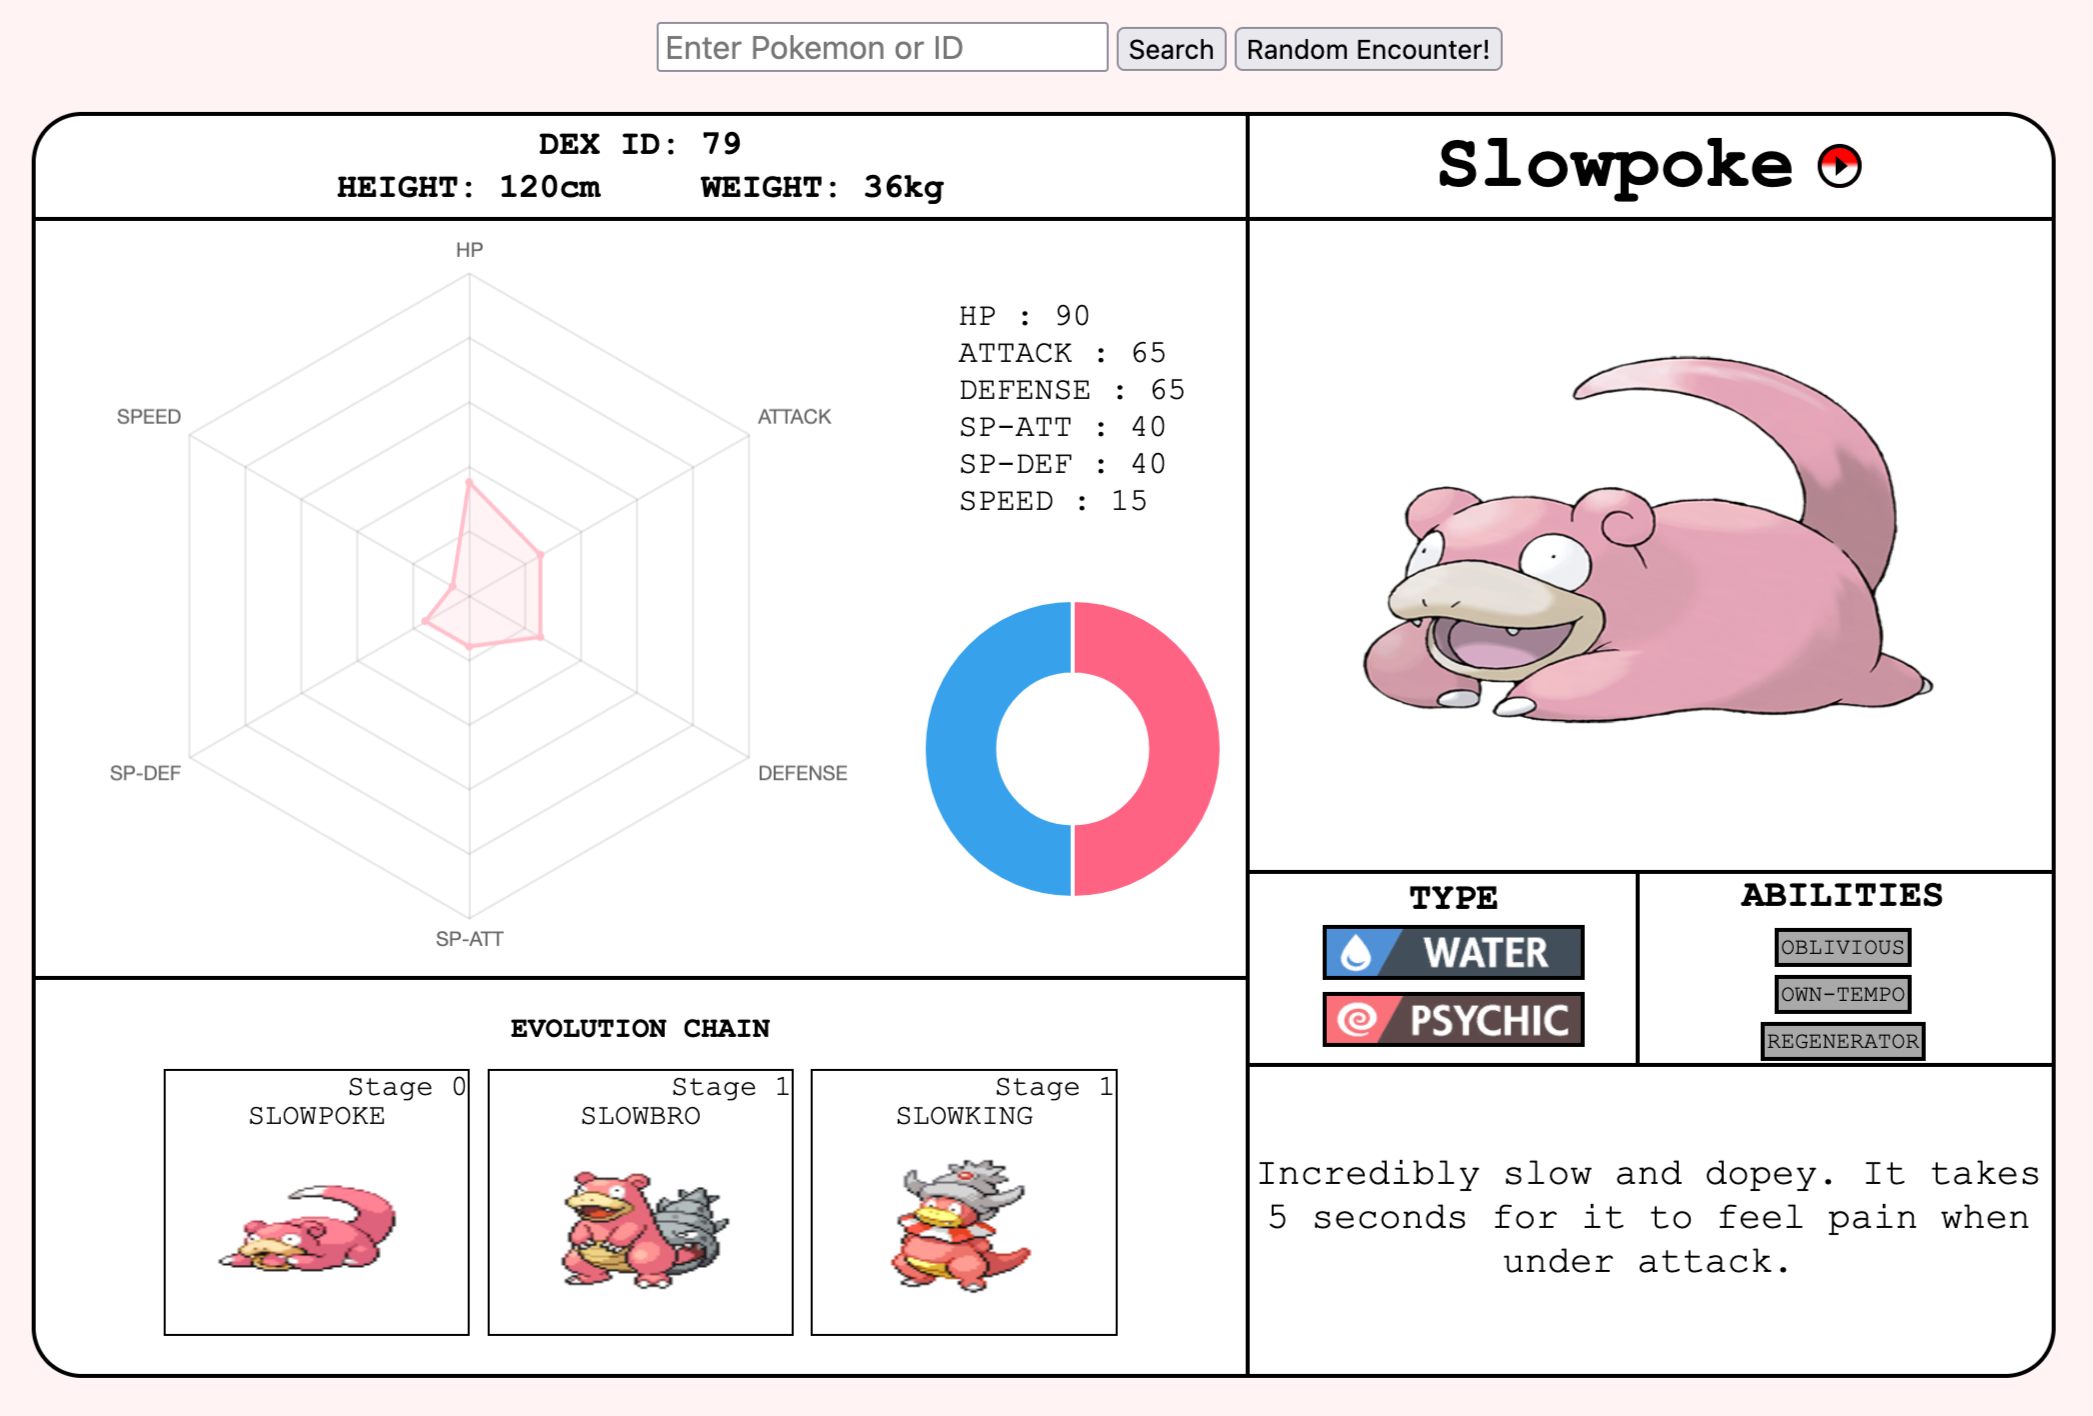 Enter Pokemon or ID
Search
Random Encounter!
DEX ID: 79
HEIGHT: 120cm WEIGHT: 36kg
Slowpoke
HP
ATTACK
DEFENSE
SP-ATT
SP-DEF
SPEED
HP : 90
ATTACK : 65
DEFENSE : 65
SP-ATT : 40
SP-DEF : 40
SPEED : 15
TYPE
WATER
PSYCHIC
ABILITIES
OBLIVIOUS
OWN-TEMPO
REGENERATOR
EVOLUTION CHAIN
Stage 0
SLOWPOKE
Stage 1
SLOWBRO
Stage 1
SLOWKING
Incredibly slow and dopey. It takes
5 seconds for it to feel pain when
under attack.